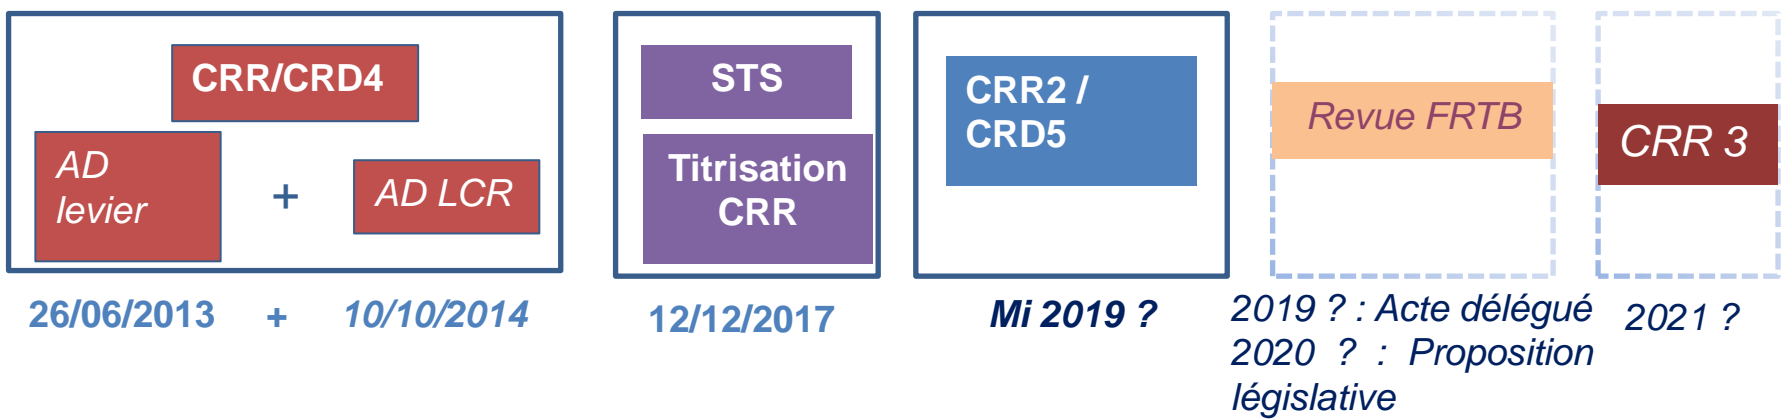 CRR/CRD4
AD
levier
+
AD LCR
26/06/2013 + 10/10/2014
STS
Titrisation
CRR
12/12/2017
CRR2 /
CRD5
Mi 2019 ?
Revue FRTB
2019 ? : Acte délégué
2020 ? : Proposition
législative
CRR 3
2021 ?